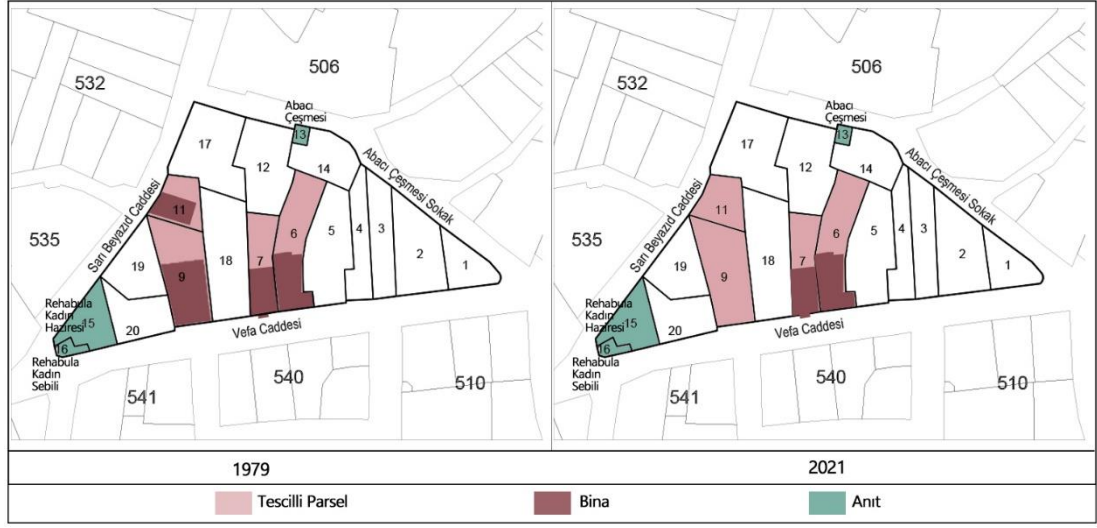 532
506
Abacı
Çeşmesi
13
17
12
14
Abacı Çeşmesi Sokak
Sarı Beyazıd Caddesi
11
535
6
5
4
3
2
1
19
18
7
9
Rehabula
Kadın
Haziresi
15
20
16
Vefa Caddesi
Rehabula
Kadın
Sebili
541
540
510
532
506
Abacı
Çeşmesi
13
17
12
14
Abacı Çeşmesi Sokak
Sarı Beyazıd Caddesi
11
535
6
5
4
3
2
1
19
18
7
9
Rehabula
Kadın
Haziresi
15
20
16
Vefa Caddesi
Rehabula
Kadın
Sebili
541
540
510
1979
2021
Tescilli Parsel
Bina
Anıt